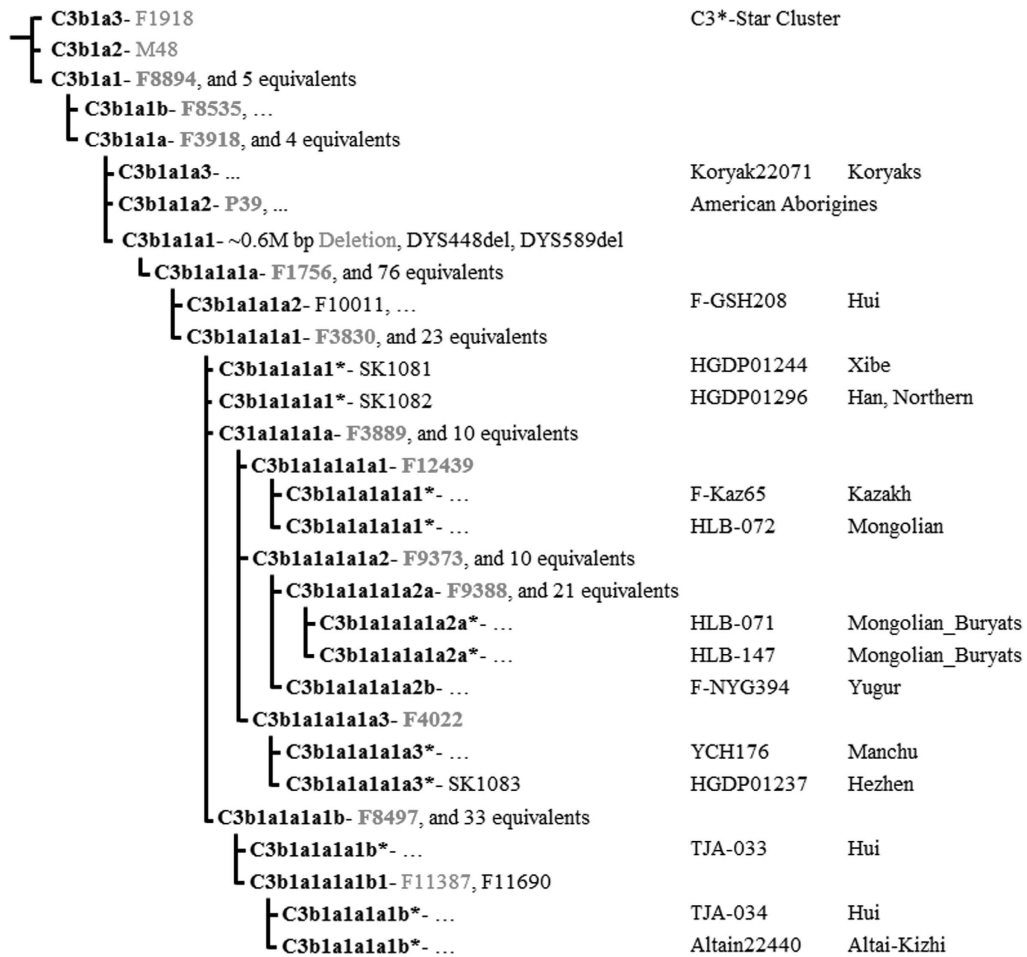 C3b1a3- F1918 C3*-Star Cluster
C3b1a2- M48
C3b1a1- F8894, and 5 equivalents
C3b1a1b- F8535, …
C3b1a1a- F3918, and 4 equivalents
C3b1a1a3- ... Koryak22071 Koryaks
C3b1a1a2- P39, ... American Aborigines
C3b1a1a1- ~0.6M bp Deletion, DYS448del, DYS589del
C3b1a1a1a- F1756, and 76 equivalents
C3b1a1a1a2- F10011, … F-GSH208 Hui
C3b1a1a1a1- F3830, and 23 equivalents
C3b1a1a1a1*- SK1081 HGDP01244 Xibe
C3b1a1a1a1*- SK1082 HGDP01296 Han, Northern
C31a1a1a1a- F3889, and 10 equivalents
C3b1a1a1a1a1- F12439
C3b1a1a1a1a1*- … F-Kaz65 Kazakh
C3b1a1a1a1a1*- … HLB-072 Mongolian
C3b1a1a1a1a2- F9373, and 10 equivalents
C3b1a1a1a1a2a- F9388, and 21 equivalents
C3b1a1a1a1a2a*- … HLB-071 Mongolian_Buryats
C3b1a1a1a1a2a*- … HLB-147 Mongolian_Buryats
C3b1a1a1a1a2b- … F-NYG394 Yugur
C3b1a1a1a1a3- F4022
C3b1a1a1a1a3*- … YCH176 Manchu
C3b1a1a1a1a3*- SK1083 HGDP01237 Hezhen
C3b1a1a1a1b- F8497, and 33 equivalents
C3b1a1a1a1b*- … TJA-033 Hui
C3b1a1a1a1b1- F11387, F11690
C3b1a1a1a1b*- … TJA-034 Hui
C3b1a1a1a1b*- … Altain22440 Altai-Kizhi